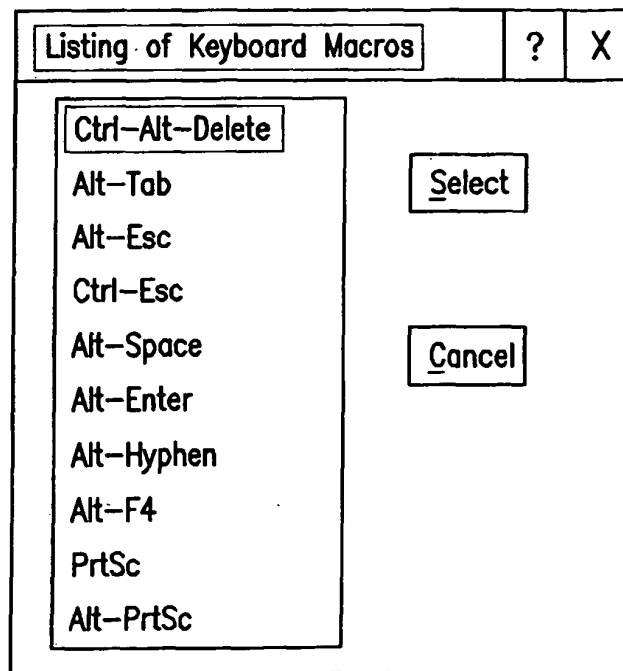 Listing of Keyboard Macros ? X
Ctrl-Alt-Delete
Alt-Tab
Select
Alt-Esc
Ctrl-Esc
Alt-Space
Cancel
Alt-Enter
Alt-Hyphen
Alt-F4
PrtSc
Alt-PrtSc